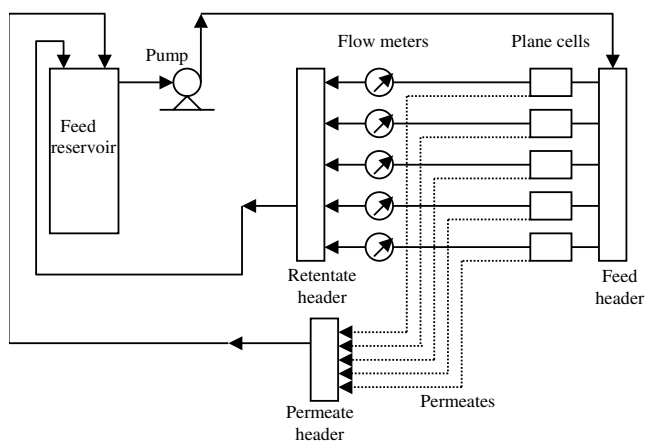 Flow meters
Plane cells
Pump
Feed
reservoir
Retentate
header
Feed
header
Permeates
Permeate
header